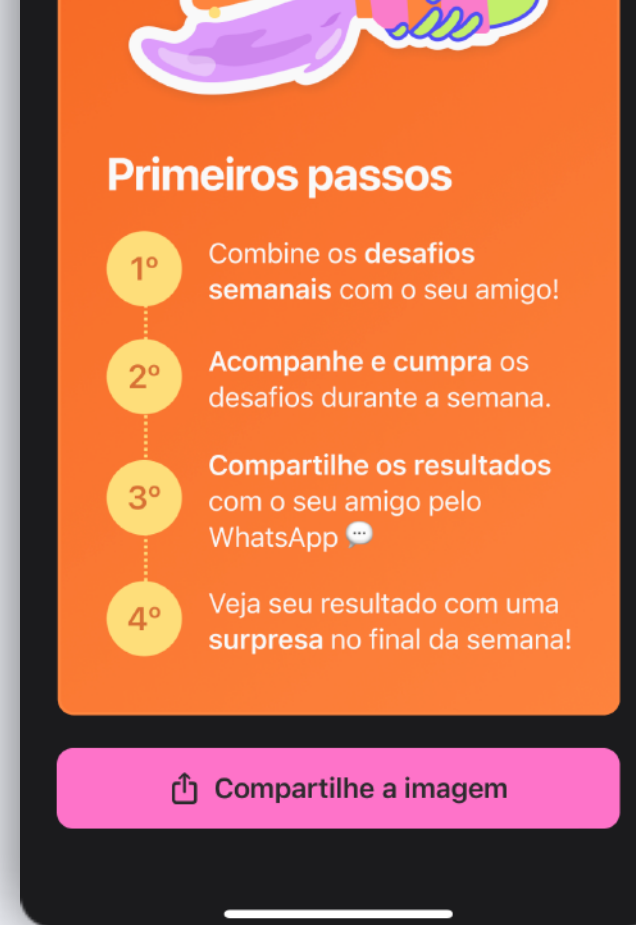 Primeiros passos
1º
Combine os desafios
semanais com o seu amigo!
2º
Acompanhe e cumpra os
desafios durante a semana.
3º
Compartilhe os resultados
com o seu amigo pelo
WhatsApp 💬
4º
Veja seu resultado com uma
surpresa no final da semana!
Compartilhe a imagem